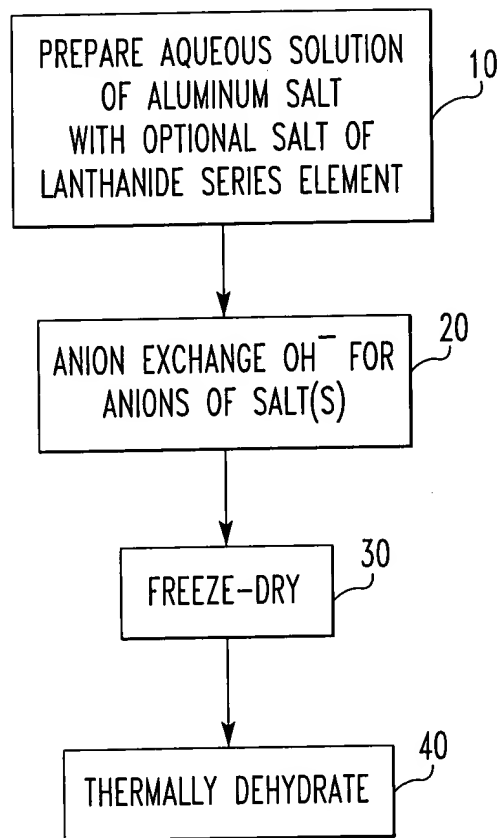 PREPARE AQUEOUS SOLUTION
OF ALUMINUM SALT
WITH OPTIONAL SALT OF
LANTHANIDE SERIES ELEMENT
10
ANION EXCHANGE OH⁻ FOR
ANIONS OF SALT(S)
20
FREEZE-DRY
30
THERMALLY DEHYDRATE
40